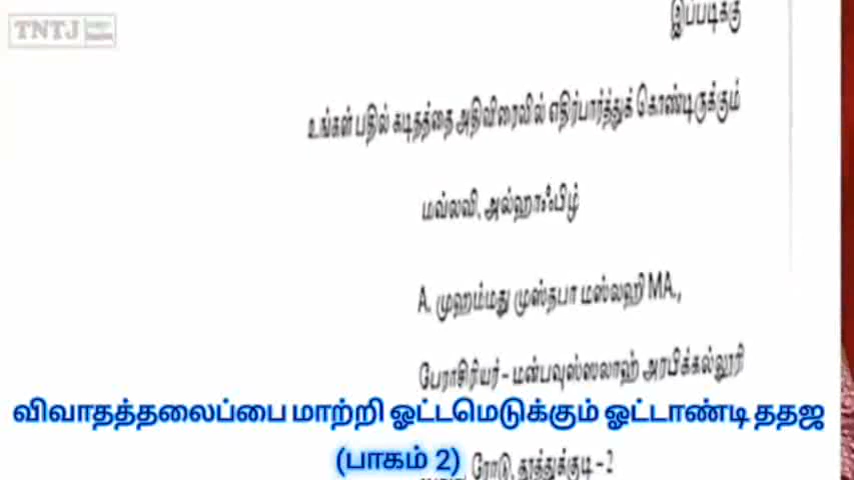 TNTJ
இப்படிக்கு
உங்கள் பதில் கடிதத்தை அதிவிரைவில் எதிர்பார்த்துக் கொண்டிருக்கும்
மவ்லவி, அல்ஹாஃபிழ்
A. முஹம்மது முஸ்தபா மஸ்லஹி MA.,
பேராசிரியர் - மன்பவுஸ்ஸலாஹ் அரபிக்கல்லூரி
விவாதத்தலைப்பை மாற்றி ஓட்டமெடுக்கும் ஓட்டாண்டி ததஜ
(பாகம் 2)
ரோடு, தூத்துக்குடி - 2